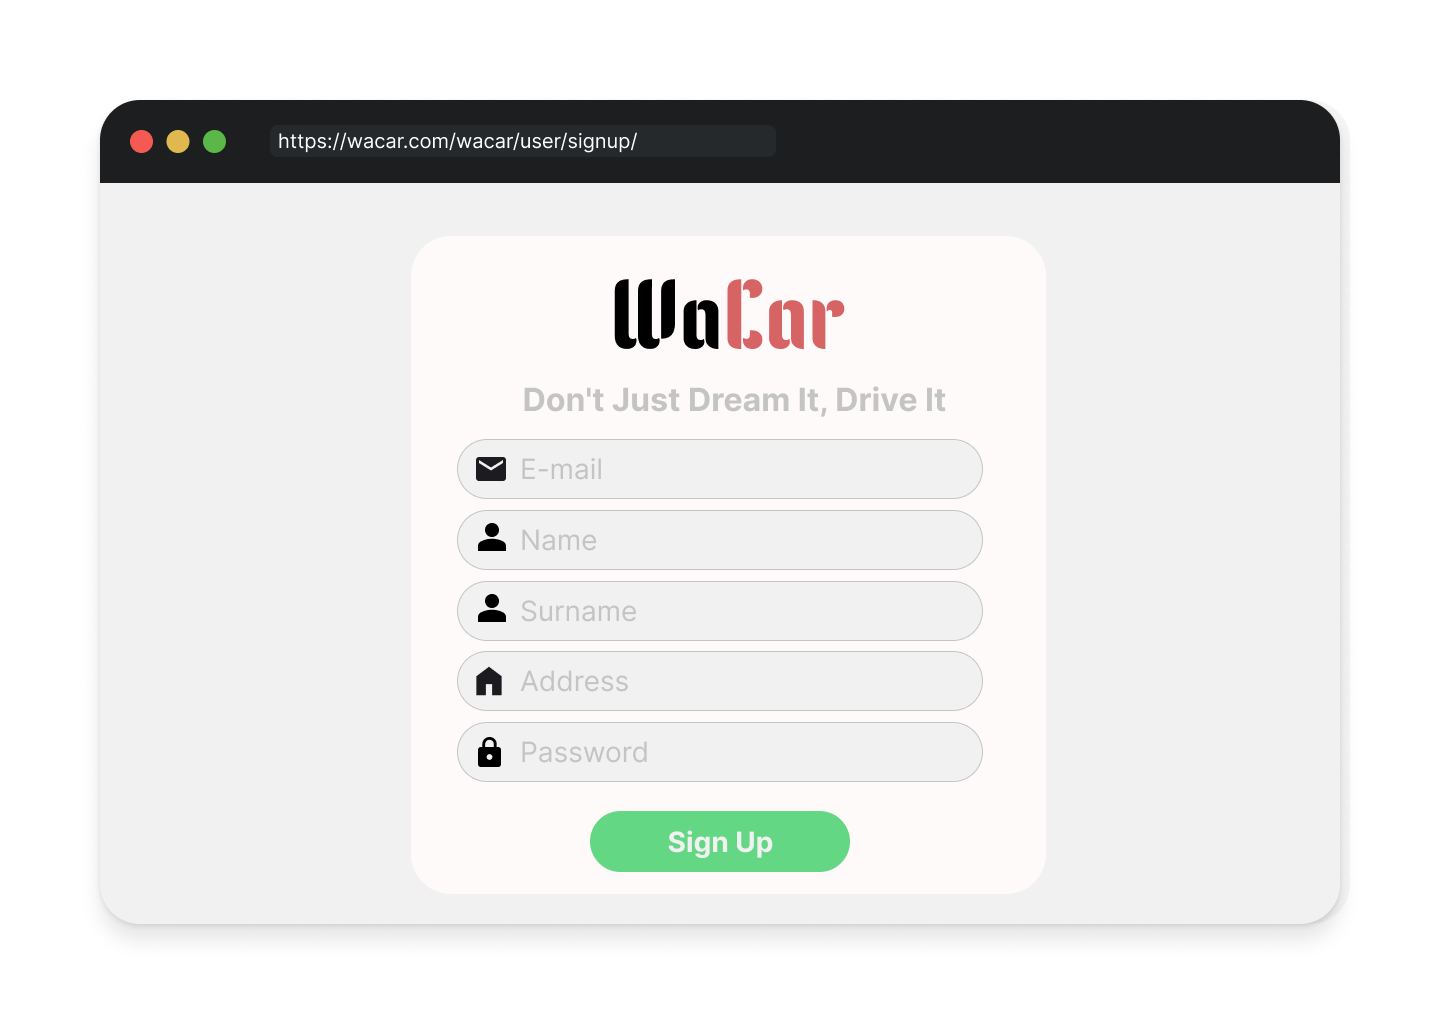 https://wacar.com/wacar/user/signup/
WaCar
Don't Just Dream It, Drive It
E-mail
Name
Surname
Address
Password
Sign Up